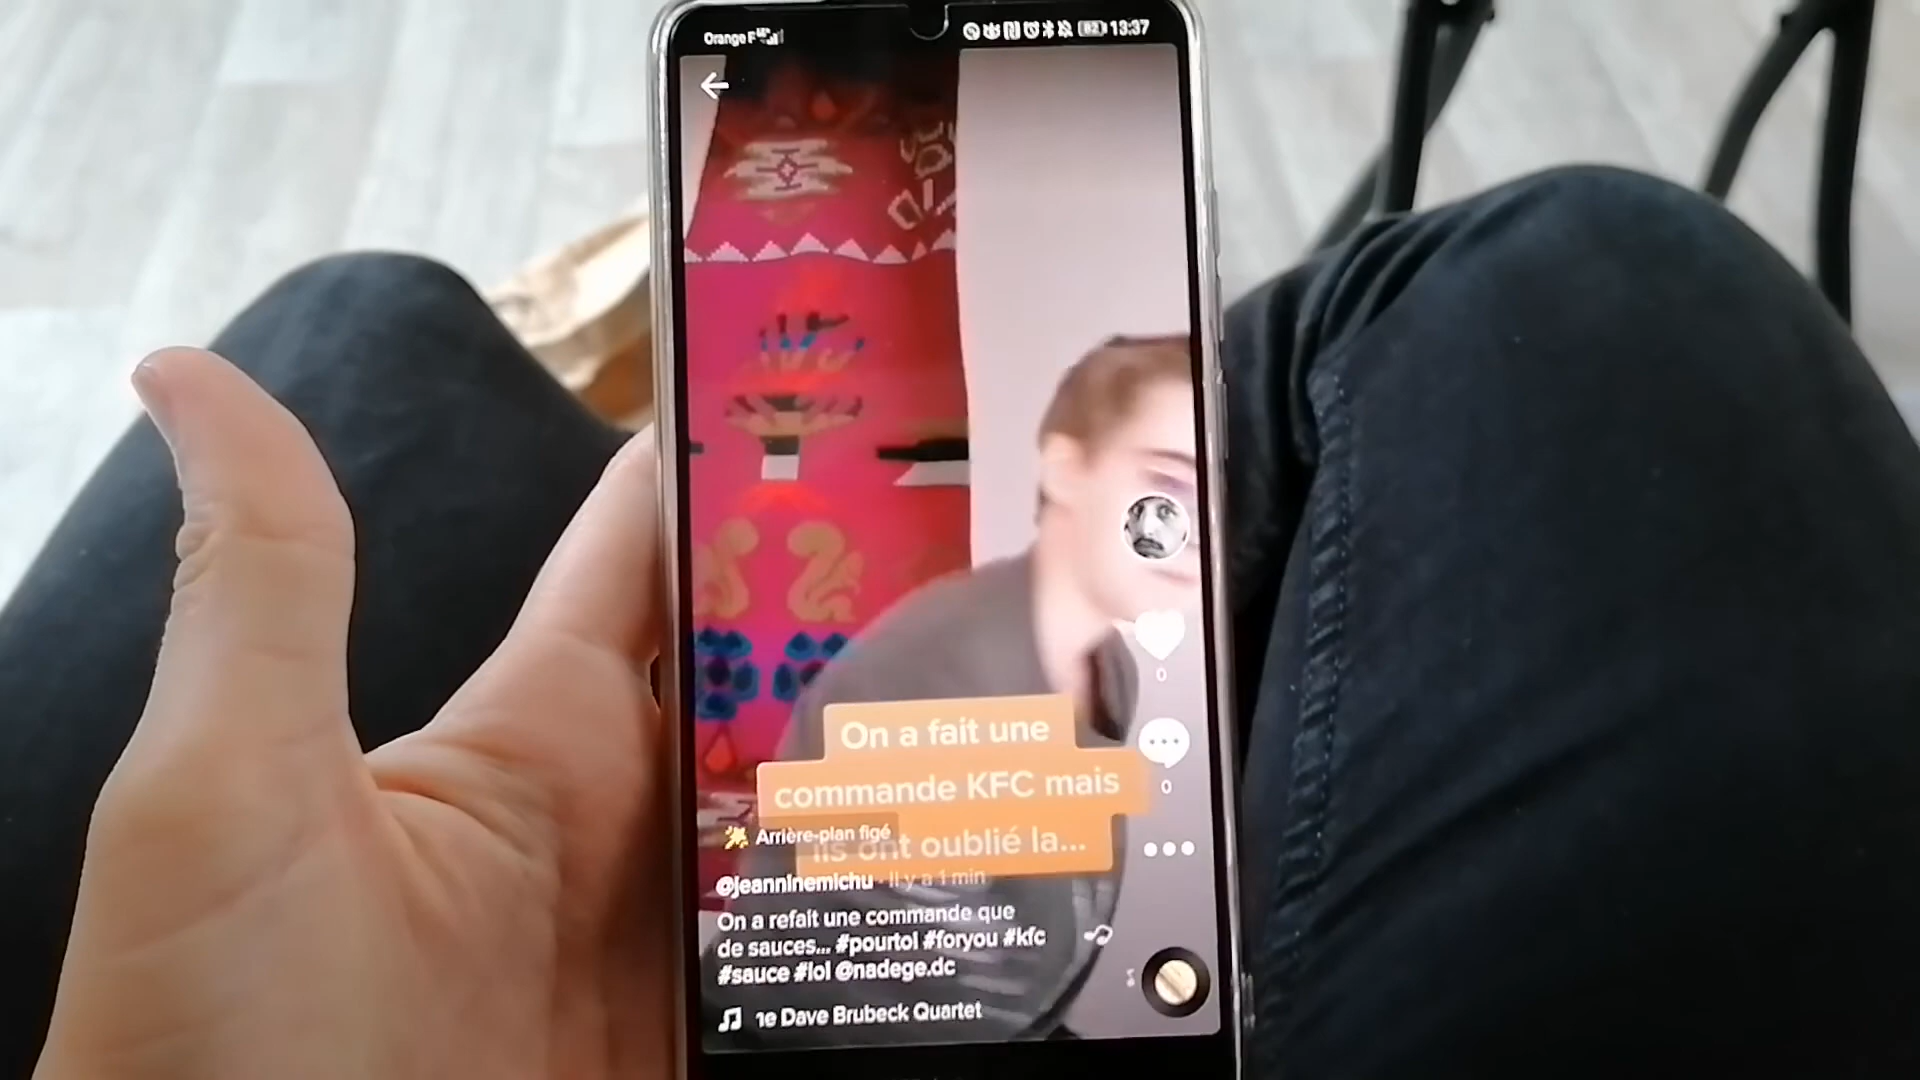 Orange F
82
13:37
On a fait une
commande KFC mais
ils ont oublié la...
Arrière-plan figé
@jeanninemichu · il y a 1 min
On a refait une commande que
de sauces... #pourtoi #foryou #kfc
#sauce #lol @nadege.dc
1e Dave Brubeck Quartet
0
0